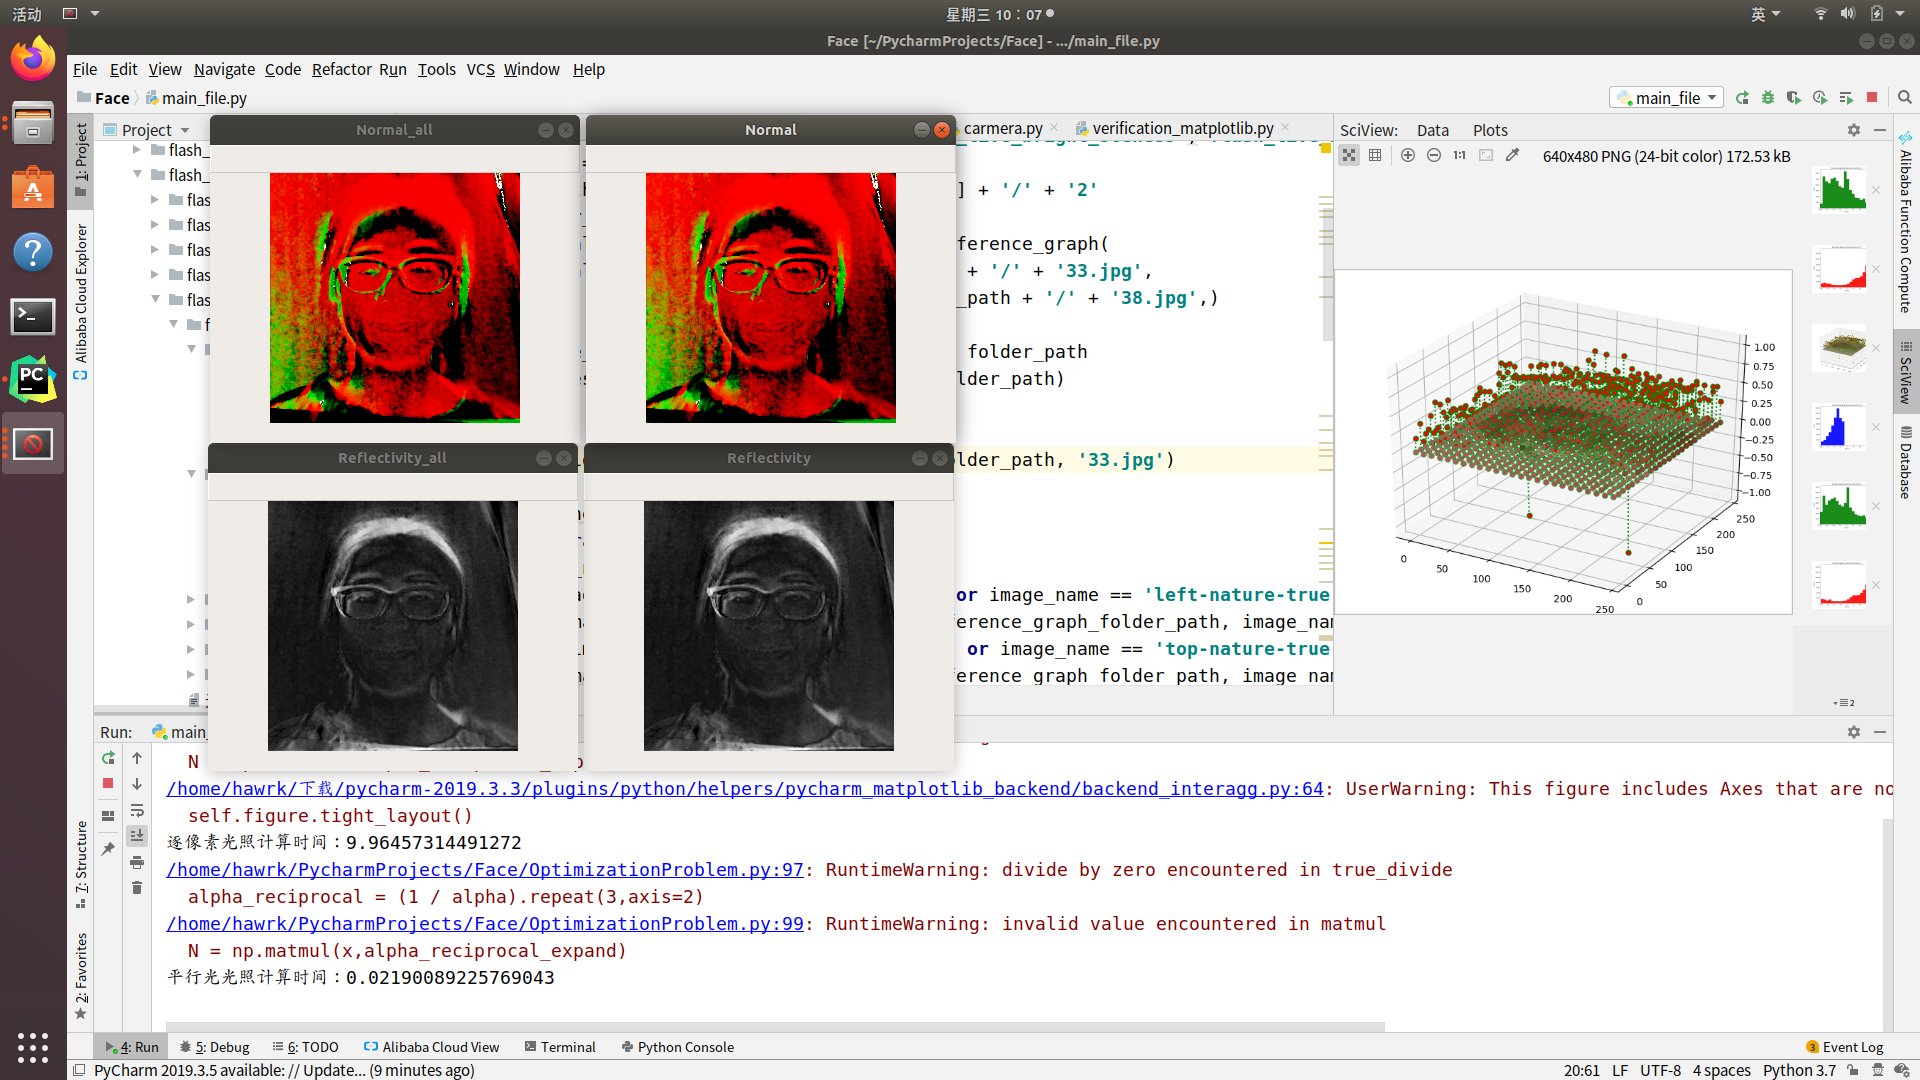 活动
星期三 10：07
英
Face [~/PycharmProjects/Face] - .../main_file.py
File Edit View Navigate Code Refactor Run Tools VCS Window Help
Face main_file.py
main_file
1: Project
Alibaba Cloud Explorer
7: Structure
2: Favorites
Project
flash_
flash_
flas
flas
flas
flas
flas
f
Normal_all
Normal
Reflectivity_all
Reflectivity
carmera.py
verification_matplotlib.py
] + '/' + '2'
ference_graph(
+ '/' + '33.jpg',
_path + '/' + '38.jpg',)
folder_path
lder_path)
lder_path, '33.jpg')
or image_name == 'left-nature-true
ference_graph_folder_path, image_nam
or image_name == 'top-nature-true
ference_graph_folder_path, image_nam
SciView: Data Plots
1:1
640x480 PNG (24-bit color) 172.53 kB
1.00
0.75
0.50
0.25
0.00
−0.25
−0.50
−0.75
−1.00
0 50 100 150 200 250
0 50 100 150 200 250
2
Alibaba Function Compute
SciView
Database
Run: main_
N
/home/hawrk/下载/pycharm-2019.3.3/plugins/python/helpers/pycharm_matplotlib_backend/backend_interagg.py:64: UserWarning: This figure includes Axes that are no
self.figure.tight_layout()
逐像素光照计算时间：9.96457314491272
/home/hawrk/PycharmProjects/Face/OptimizationProblem.py:97: RuntimeWarning: divide by zero encountered in true_divide
alpha_reciprocal = (1 / alpha).repeat(3,axis=2)
/home/hawrk/PycharmProjects/Face/OptimizationProblem.py:99: RuntimeWarning: invalid value encountered in matmul
N = np.matmul(x,alpha_reciprocal_expand)
平行光光照计算时间：0.02190089225769043
4: Run 5: Debug 6: TODO Alibaba Cloud View Terminal Python Console
3 Event Log
PyCharm 2019.3.5 available: // Update... (9 minutes ago)
20:61 LF UTF-8 4 spaces Python 3.7